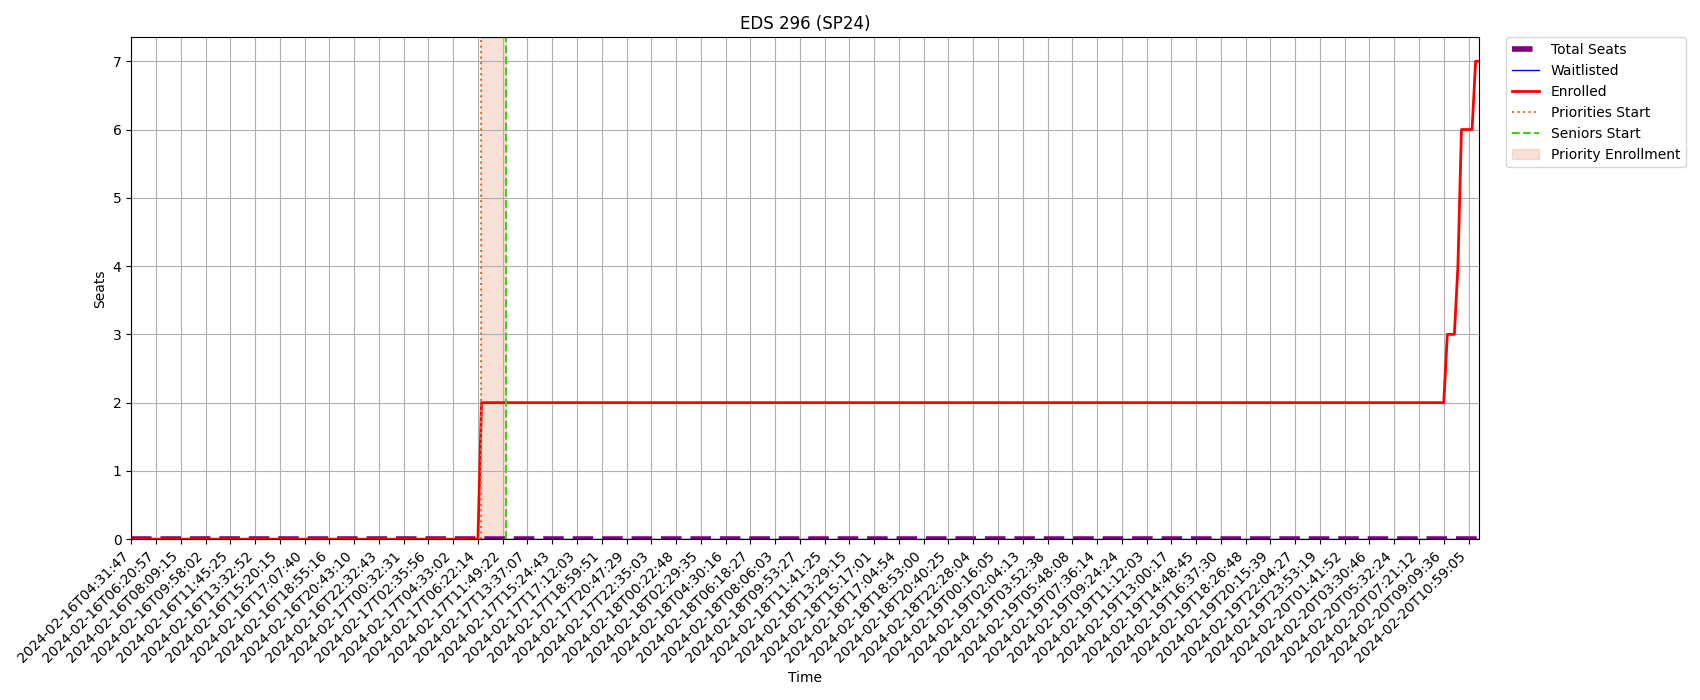 EDS 296 (SP24)
Total Seats
Waitlisted
Enrolled
Priorities Start
Seniors Start
Priority Enrollment
Seats
7
6
5
4
3
2
1
0
2024-02-16T04:31:47
2024-02-16T06:20:57
2024-02-16T08:09:15
2024-02-16T09:58:02
2024-02-16T11:45:25
2024-02-16T13:32:52
2024-02-16T15:20:15
2024-02-16T17:07:40
2024-02-16T18:55:16
2024-02-16T20:43:10
2024-02-16T22:32:43
2024-02-17T00:32:31
2024-02-17T02:35:56
2024-02-17T04:33:02
2024-02-17T06:22:14
2024-02-17T11:49:22
2024-02-17T13:37:07
2024-02-17T15:24:43
2024-02-17T17:12:03
2024-02-17T18:59:51
2024-02-17T20:47:29
2024-02-17T22:35:03
2024-02-18T00:22:48
2024-02-18T02:29:35
2024-02-18T04:30:16
2024-02-18T06:18:27
2024-02-18T08:06:03
2024-02-18T09:53:27
2024-02-18T11:41:25
2024-02-18T13:29:15
2024-02-18T15:17:01
2024-02-18T17:04:54
2024-02-18T18:53:00
2024-02-18T20:40:25
2024-02-18T22:28:04
2024-02-19T00:16:05
2024-02-19T02:04:13
2024-02-19T03:52:38
2024-02-19T05:48:08
2024-02-19T07:36:14
2024-02-19T09:24:24
2024-02-19T11:12:03
2024-02-19T13:00:17
2024-02-19T14:48:45
2024-02-19T16:37:30
2024-02-19T18:26:48
2024-02-19T20:15:39
2024-02-19T22:04:27
2024-02-19T23:53:19
2024-02-20T01:41:52
2024-02-20T03:30:46
2024-02-20T05:32:24
2024-02-20T07:21:12
2024-02-20T09:09:36
2024-02-20T10:59:05
Time